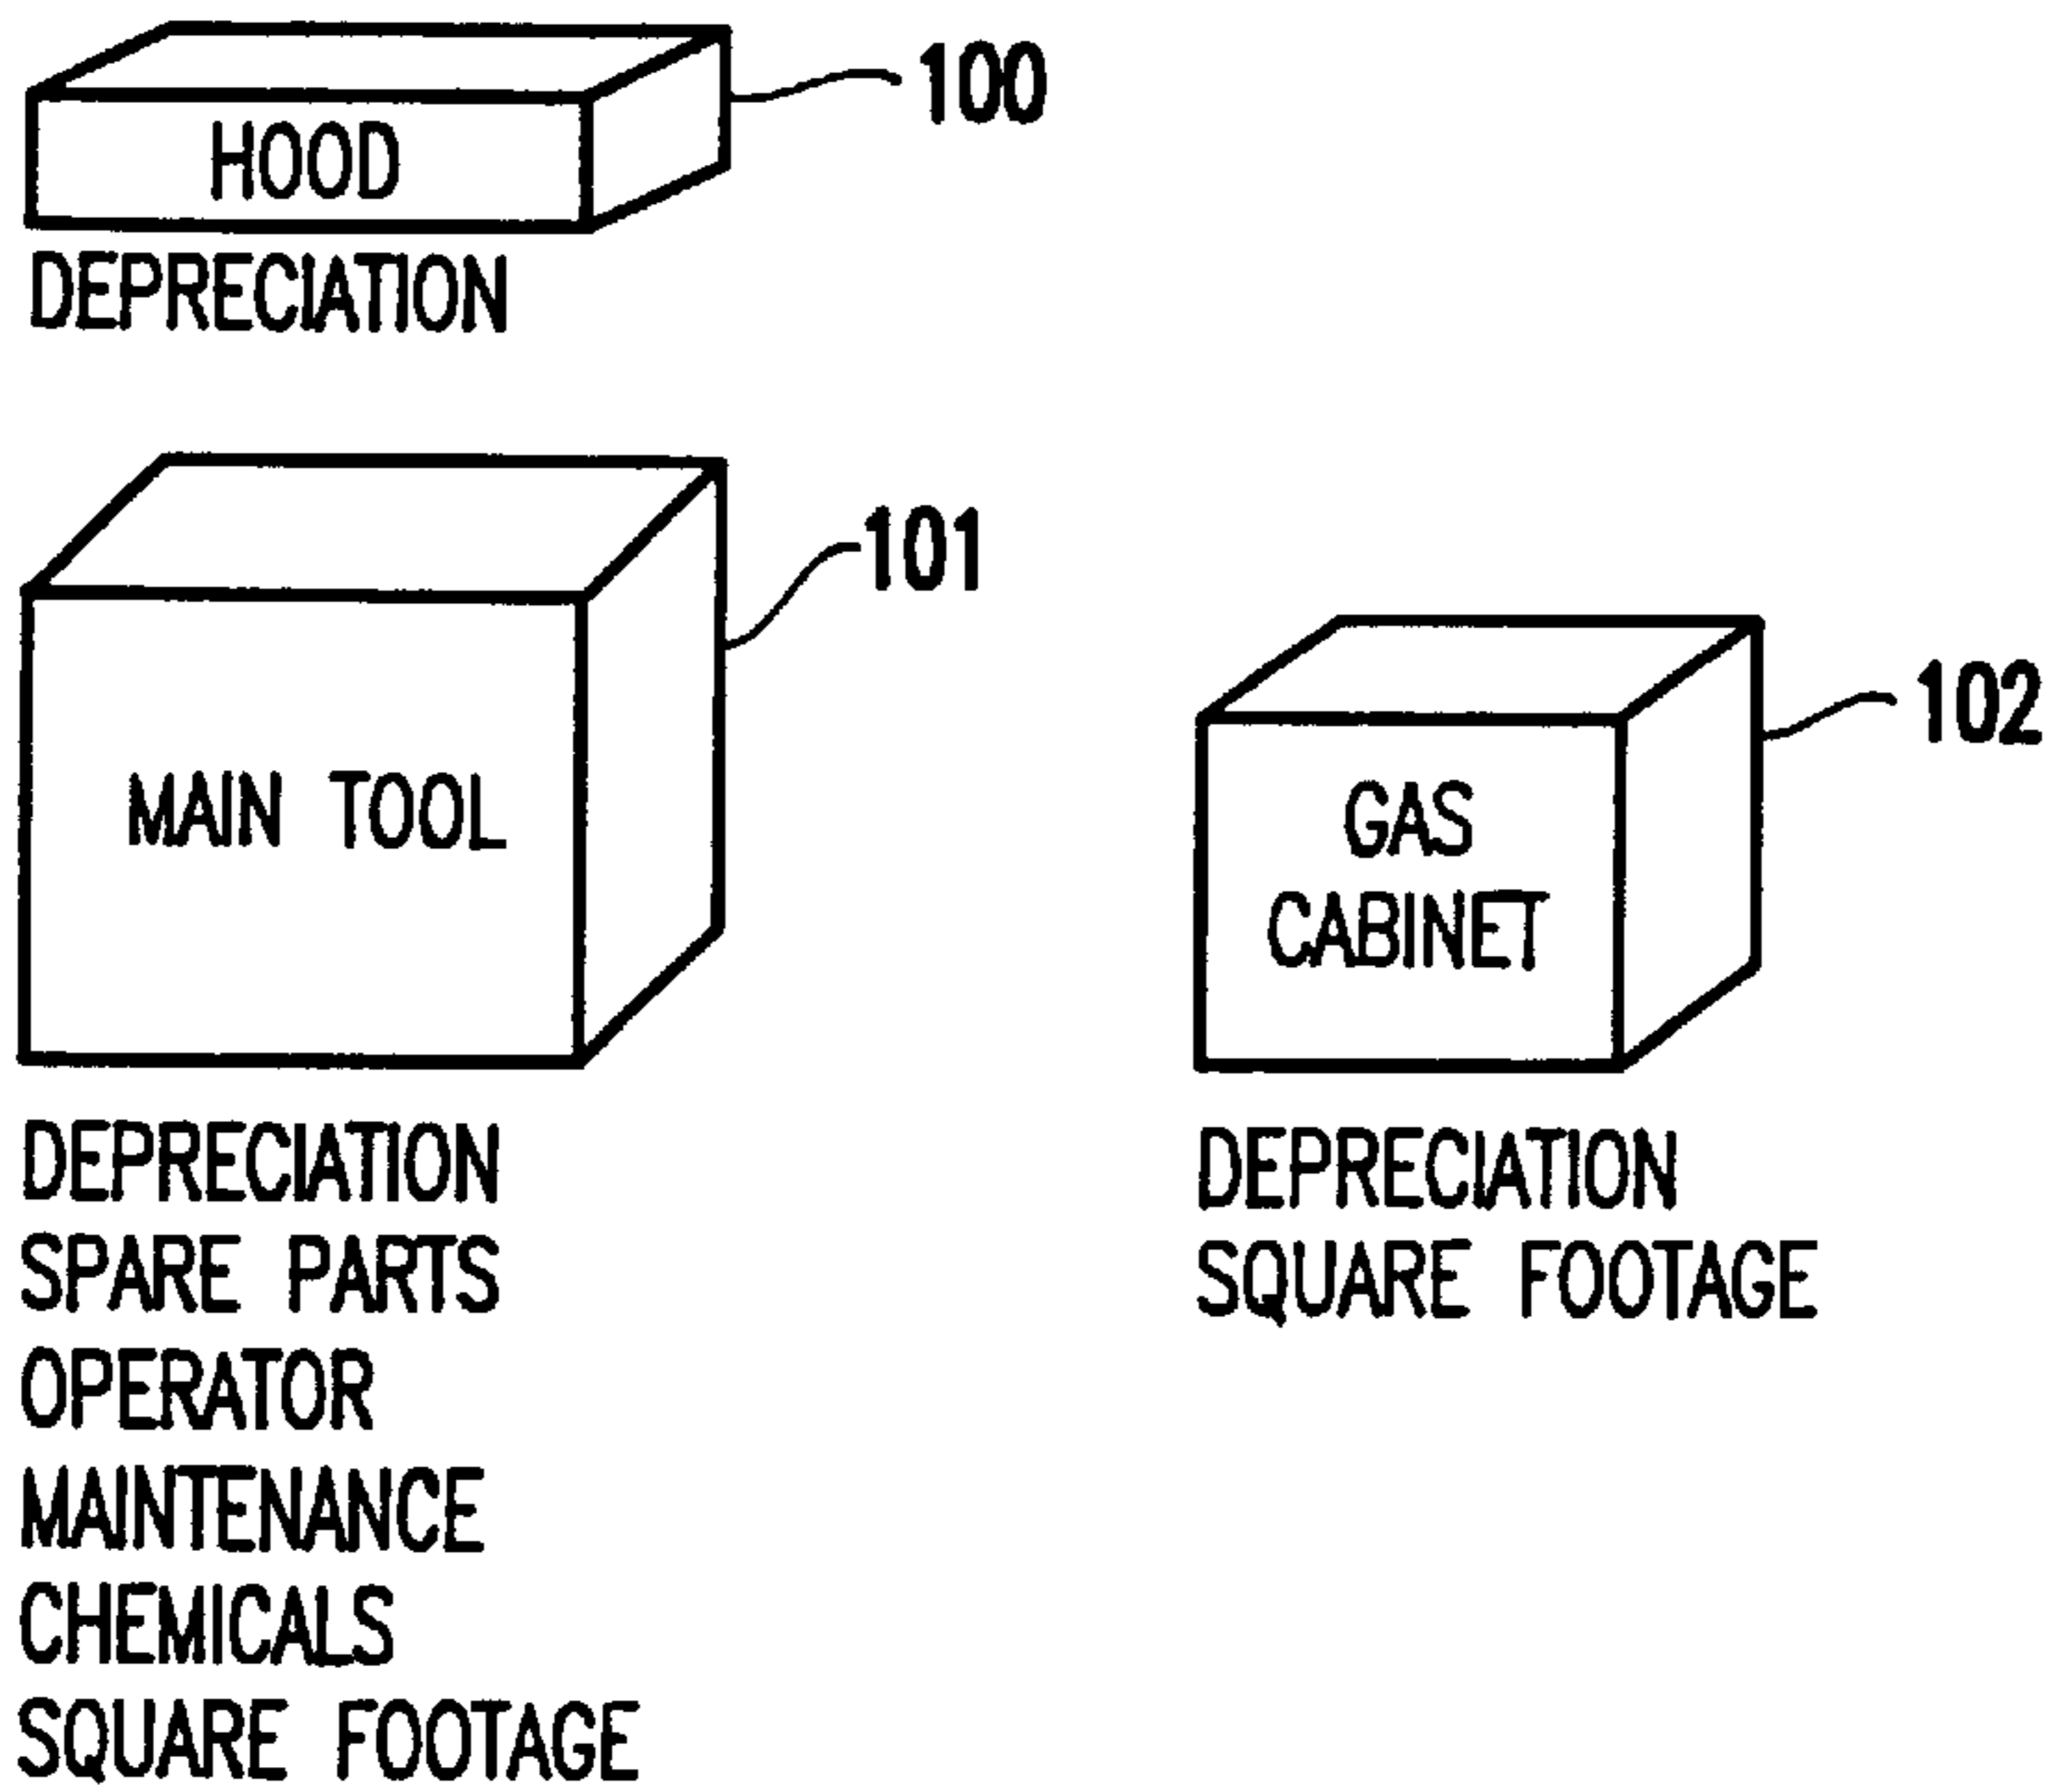 100
HOOD
DEPRECIATION
101
MAIN TOOL
DEPRECIATION
SPARE PARTS
OPERATOR
MAINTENANCE
CHEMICALS
SQUARE FOOTAGE
102
GAS
CABINET
DEPRECIATION
SQUARE FOOTAGE